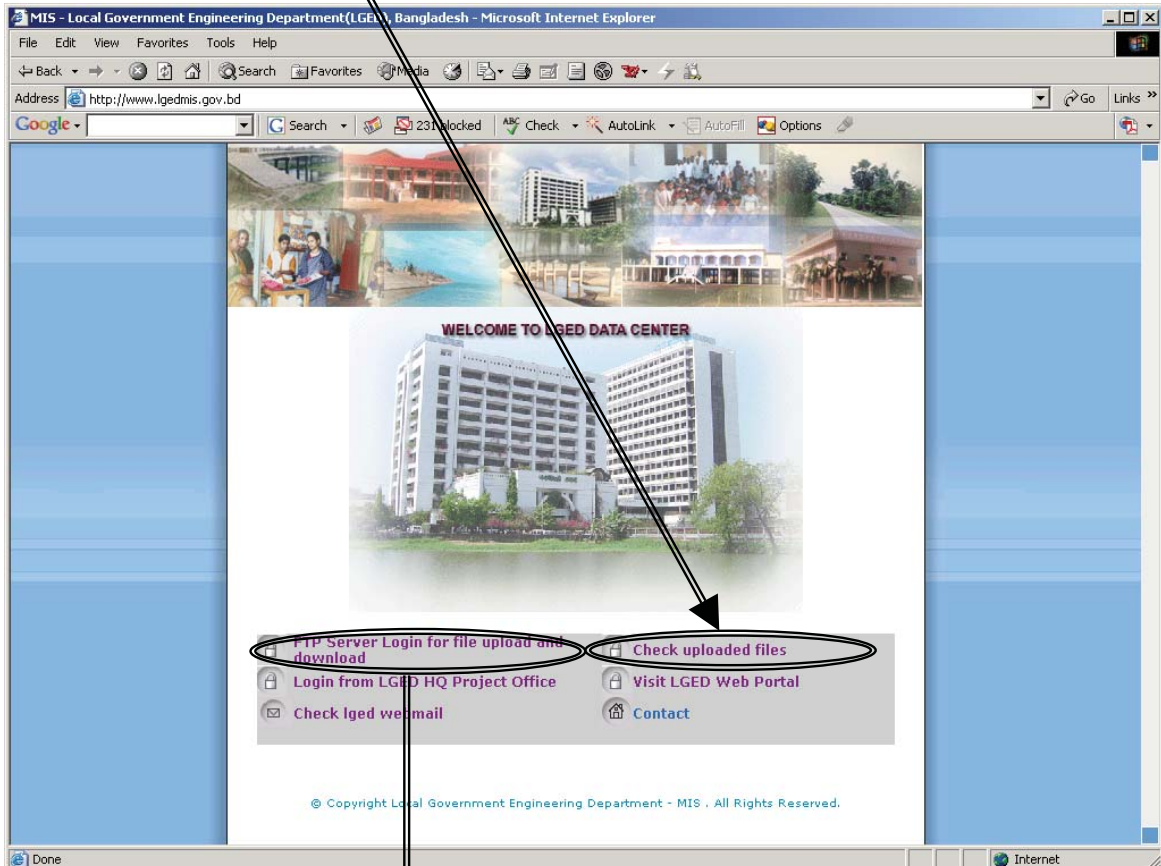 MIS - Local Government Engineering Department(LGED), Bangladesh - Microsoft Internet Explorer
File Edit View Favorites Tools Help
Back Search Favorites Media
Address http://www.lgedmis.gov.bd Go Links »
Google Search 231 blocked ABC Check AutoLink AutoFill Options
WELCOME TO LGED DATA CENTER
FTP Server Login for file upload and
download
Check uploaded files
Login from LGED HQ Project Office
Visit LGED Web Portal
Check lged webmail
Contact
© Copyright Local Government Engineering Department - MIS . All Rights Reserved.
Done Internet